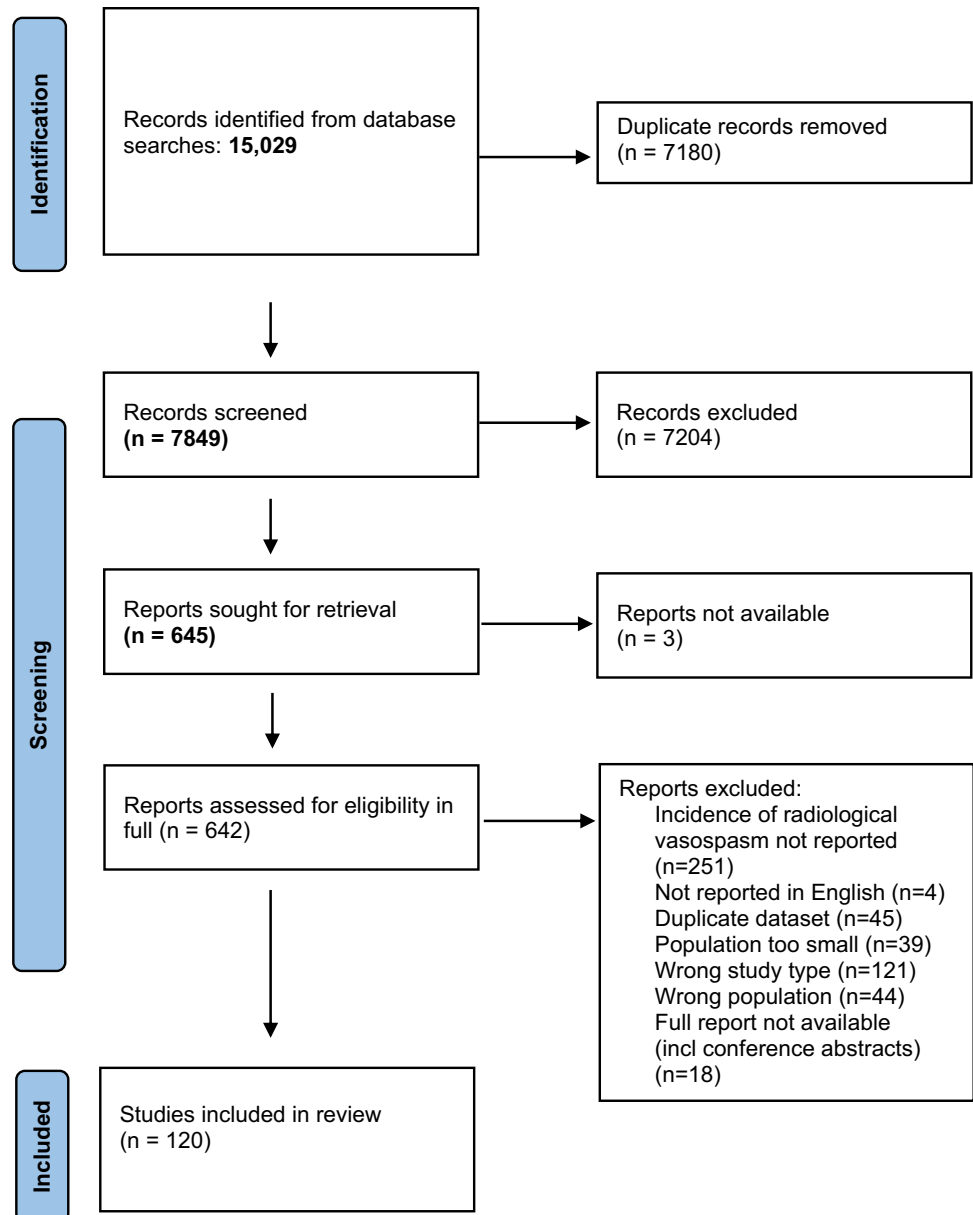 Identification
Records identified from database
searches: 15,029
Duplicate records removed
(n = 7180)
Screening
Records screened
(n = 7849)
Records excluded
(n = 7204)
Reports sought for retrieval
(n = 645)
Reports not available
(n = 3)
Reports assessed for eligibility in
full (n = 642)
Reports excluded:
Incidence of radiological
vasospasm not reported
(n=251)
Not reported in English (n=4)
Duplicate dataset (n=45)
Population too small (n=39)
Wrong study type (n=121)
Wrong population (n=44)
Full report not available
(incl conference abstracts)
(n=18)
Included
Studies included in review
(n = 120)